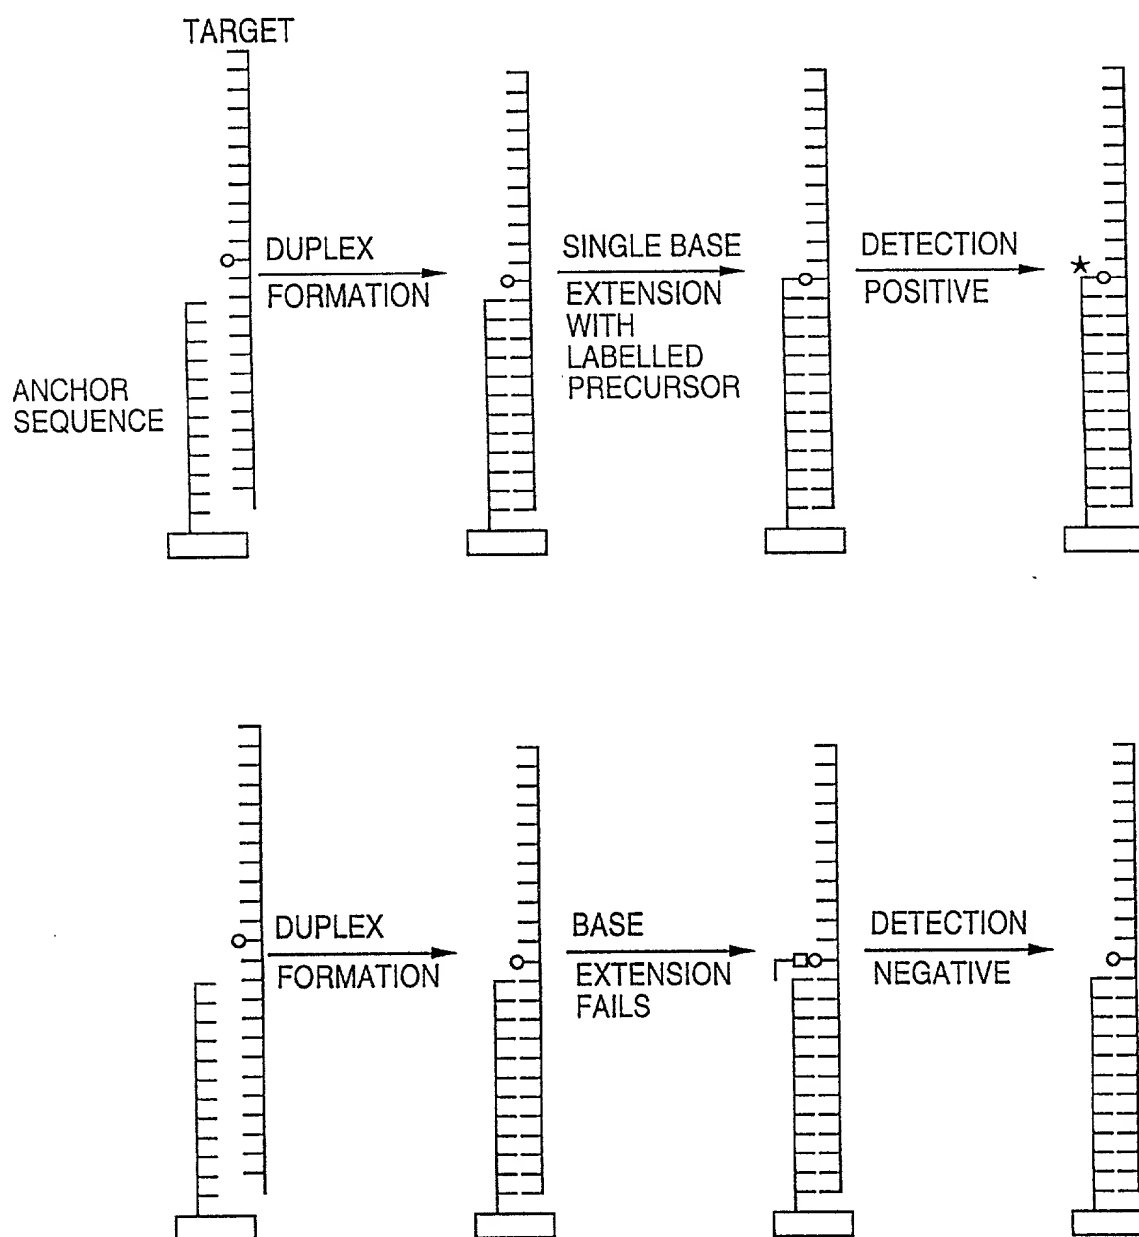 TARGET
DUPLEX
FORMATION
SINGLE BASE
EXTENSION
WITH
LABELLED
PRECURSOR
DETECTION
POSITIVE
ANCHOR
SEQUENCE
DUPLEX
FORMATION
BASE
EXTENSION
FAILS
DETECTION
NEGATIVE